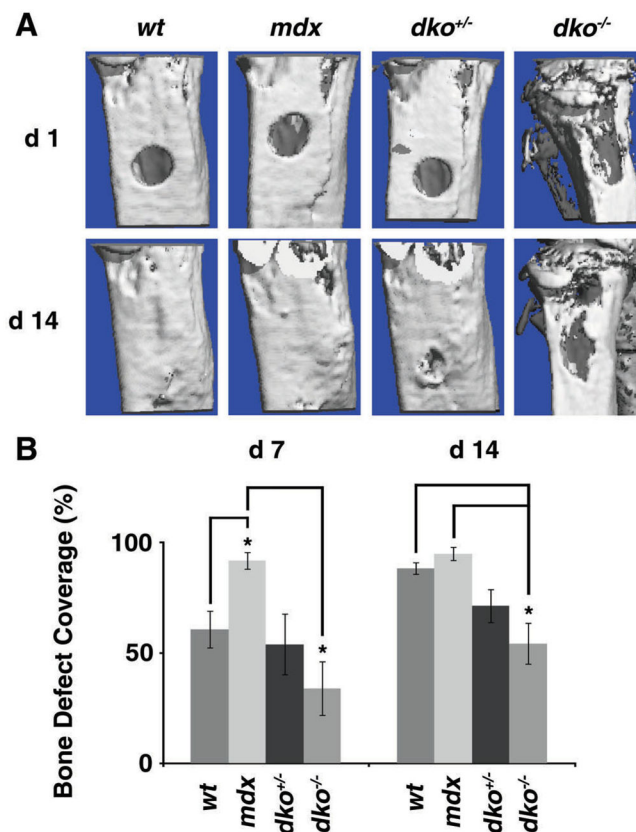 A
wt mdx dko+/- dko-/-
d 1
d 14
B
d 7 d 14
Bone Defect Coverage (%)
100
50
0
*
*
*
wt mdx dko+/- dko-/- wt mdx dko+/- dko-/-